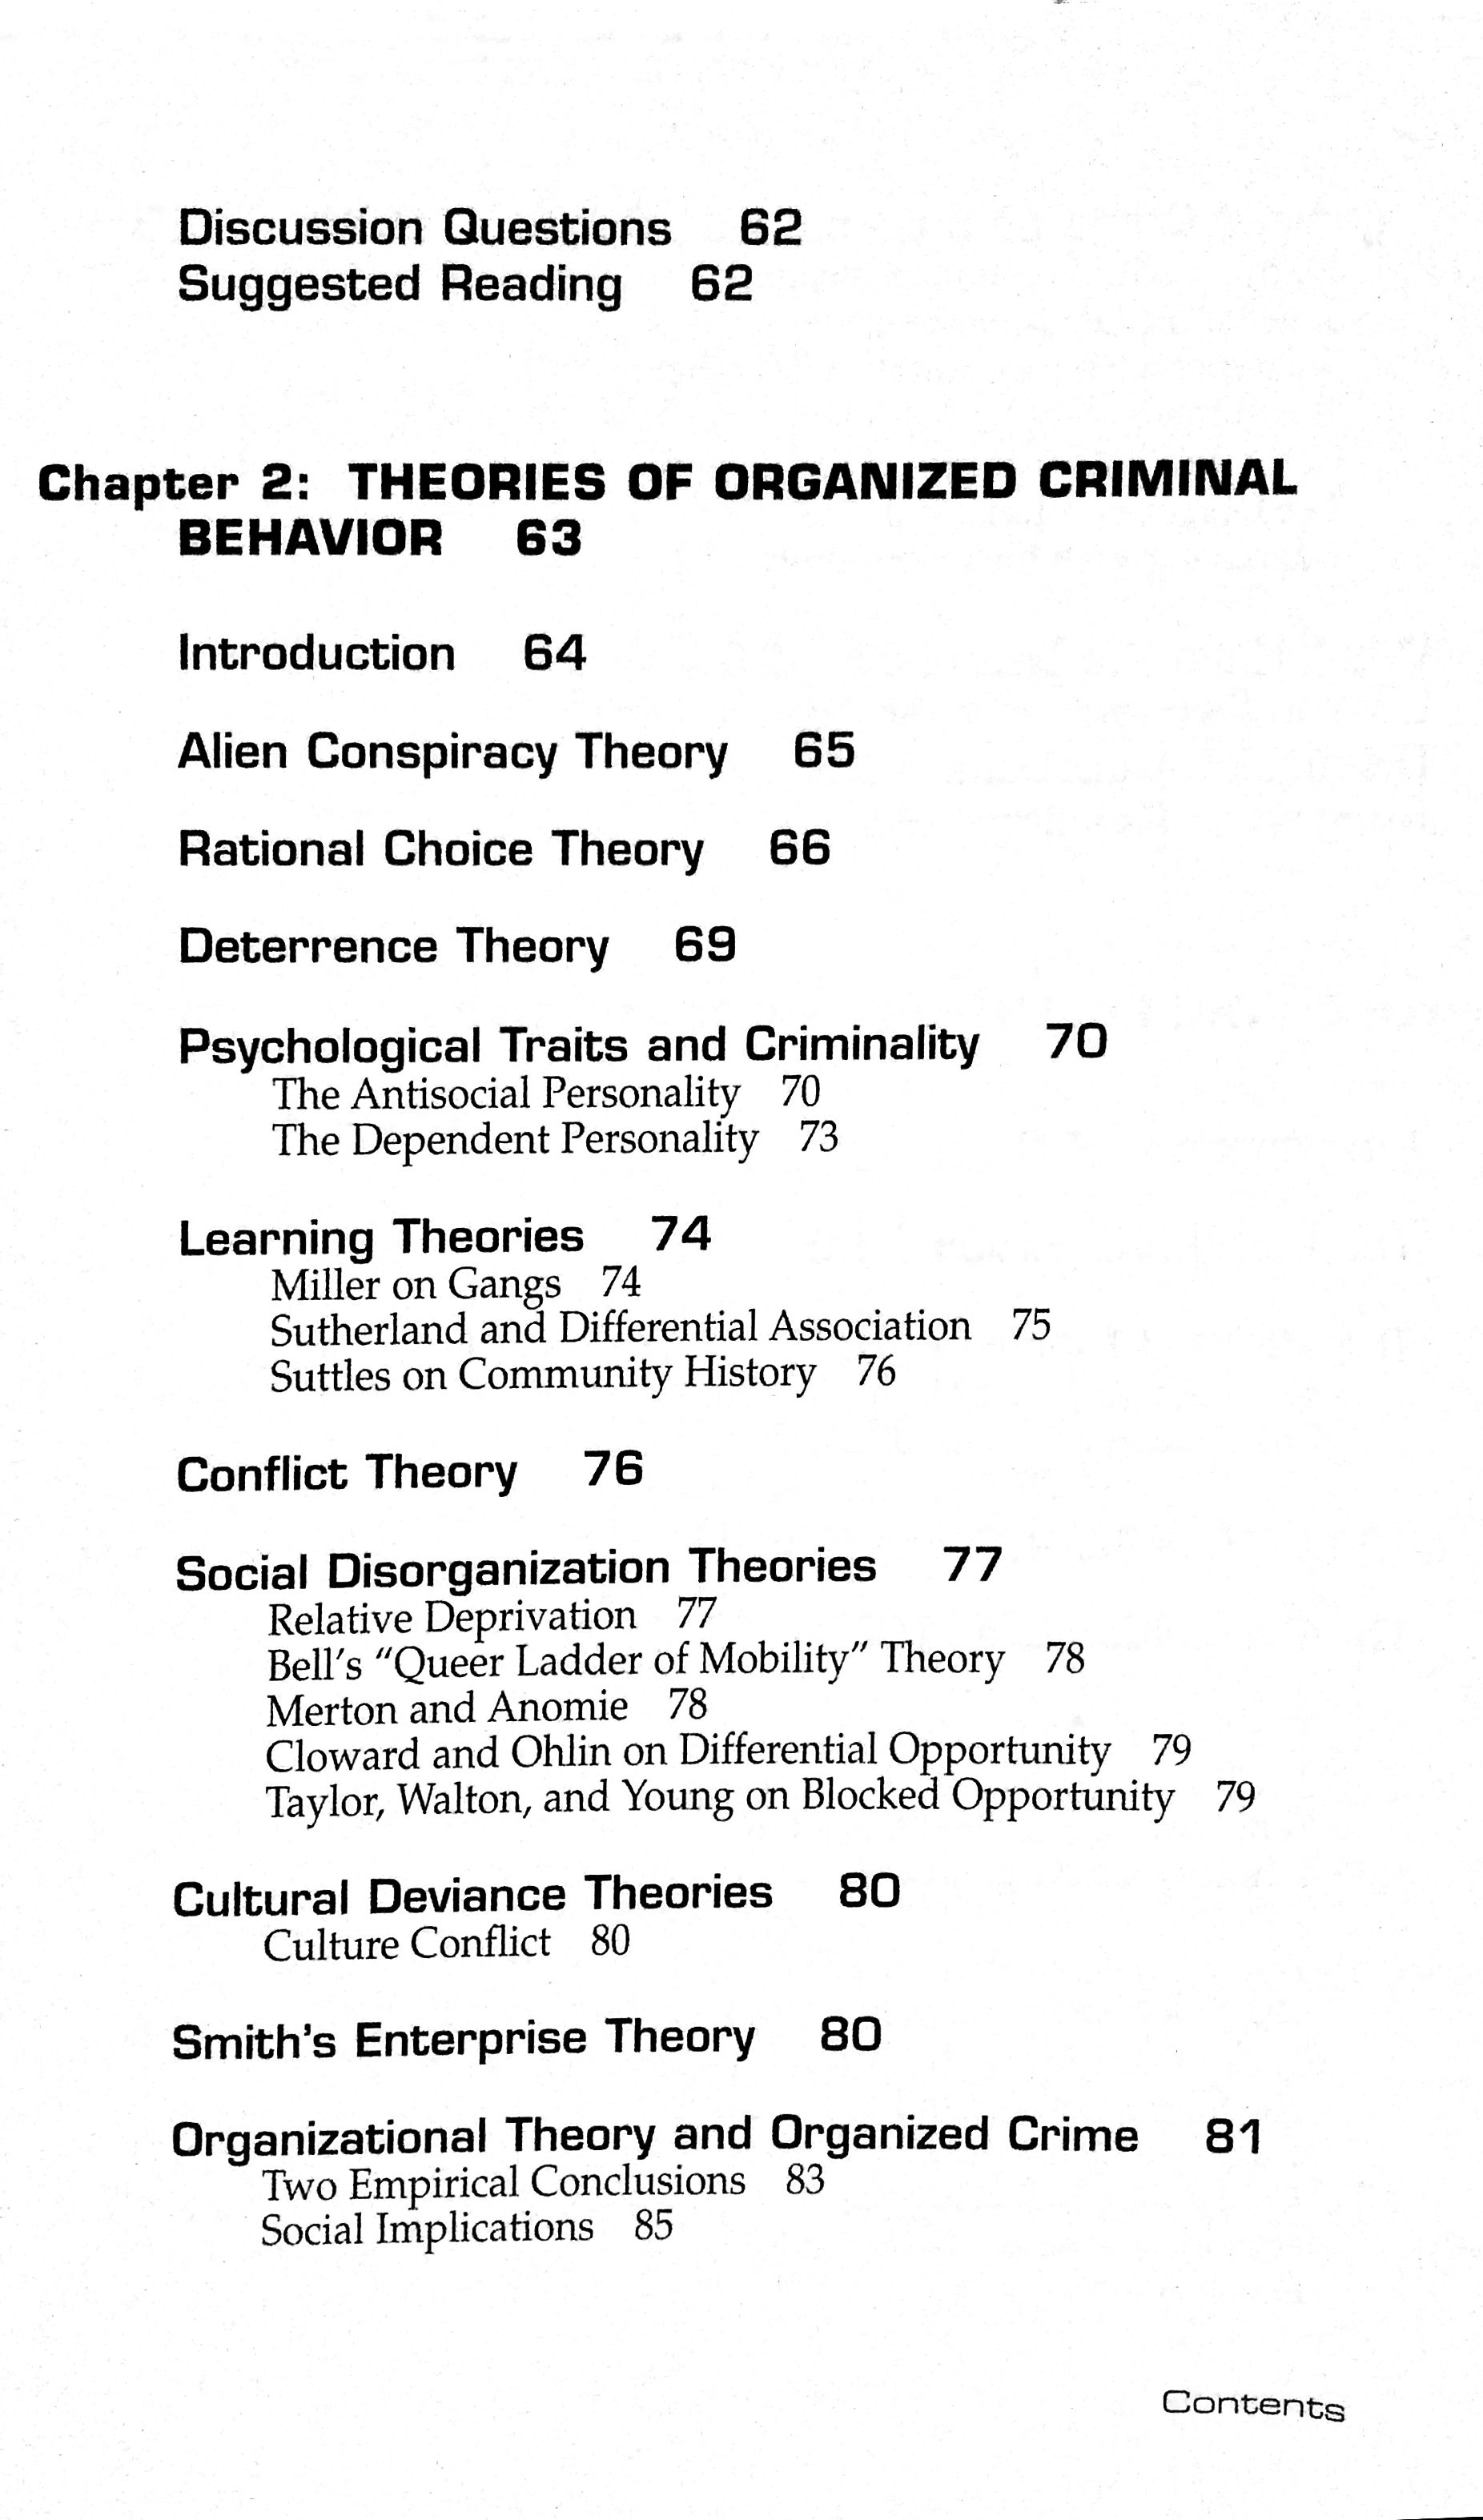 Discussion Questions 62
Suggested Reading 62
Chapter 2: THEORIES OF ORGANIZED CRIMINAL
BEHAVIOR 63
Introduction 64
Alien Conspiracy Theory 65
Rational Choice Theory 66
Deterrence Theory 69
Psychological Traits and Criminality 70
The Antisocial Personality 70
The Dependent Personality 73
Learning Theories 74
Miller on Gangs 74
Sutherland and Differential Association 75
Suttles on Community History 76
Conflict Theory 76
Social Disorganization Theories 77
Relative Deprivation 77
Bell's "Queer Ladder of Mobility" Theory 78
Merton and Anomie 78
Cloward and Ohlin on Differential Opportunity 79
Taylor, Walton, and Young on Blocked Opportunity 79
Cultural Deviance Theories 80
Culture Conflict 80
Smith's Enterprise Theory 80
Organizational Theory and Organized Crime 81
Two Empirical Conclusions 83
Social Implications 85
Contents